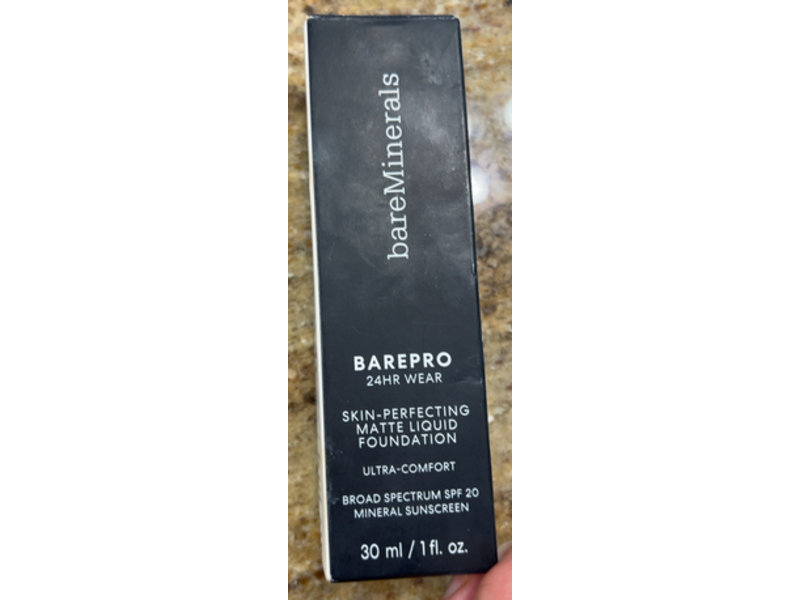 bareMinerals
BAREPRO
24HR WEAR
SKIN-PERFECTING
MATTE LIQUID
FOUNDATION
ULTRA-COMFORT
BROAD SPECTRUM SPF 20
MINERAL SUNSCREEN
30 ml / 1 fl. oz.